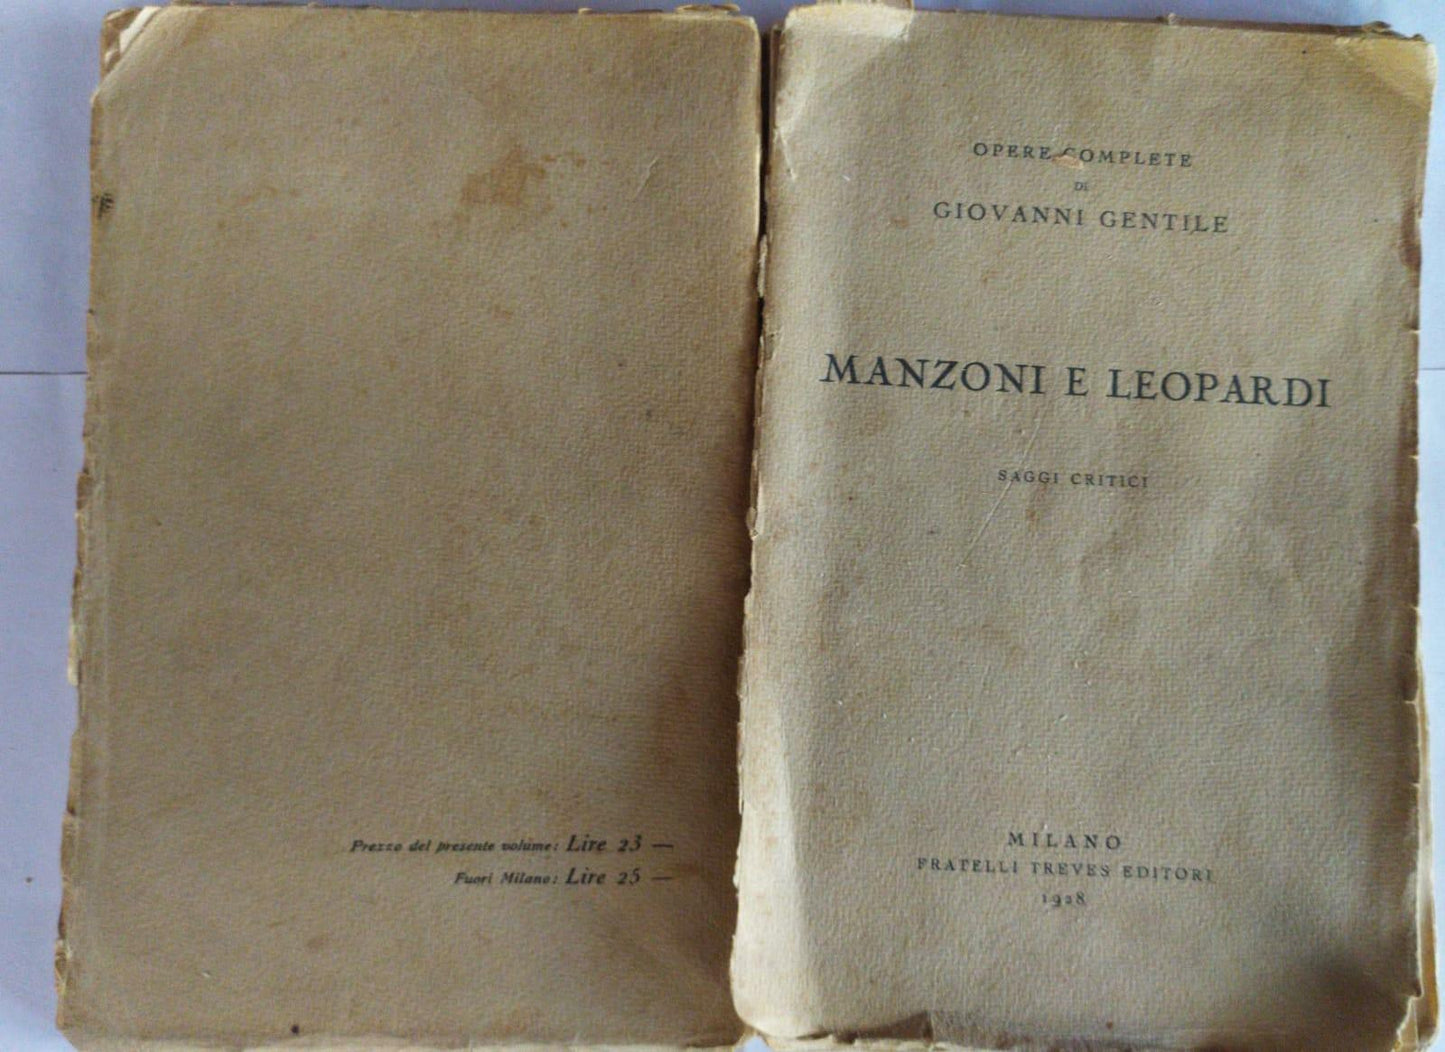 Prezzo del presente volume: Lire 23 —
Fuori Milano: Lire 25 —
OPERE COMPLETE
DI
GIOVANNI GENTILE
MANZONI E LEOPARDI
SAGGI CRITICI
MILANO
FRATELLI TREVES EDITORI
1928